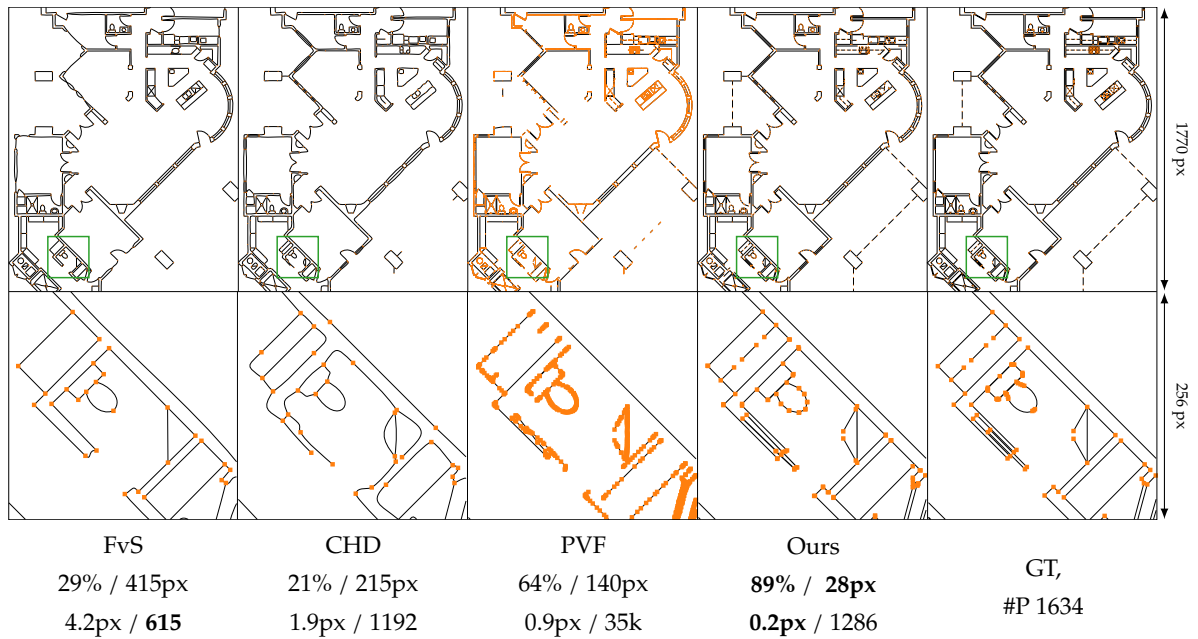 1770 px
256 px
FvS
29% / 415px
4.2px / 615
CHD
21% / 215px
1.9px / 1192
PVF
64% / 140px
0.9px / 35k
Ours
89% / 28px
0.2px / 1286
GT,
#P 1634